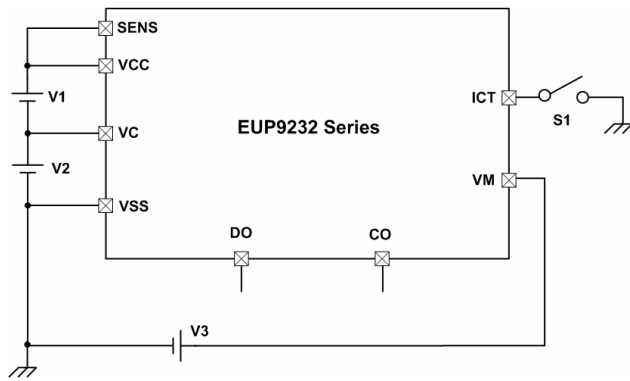 SENS
VCC
V1
ICT
S1
VC
EUP9232 Series
V2
VM
VSS
DO
CO
V3